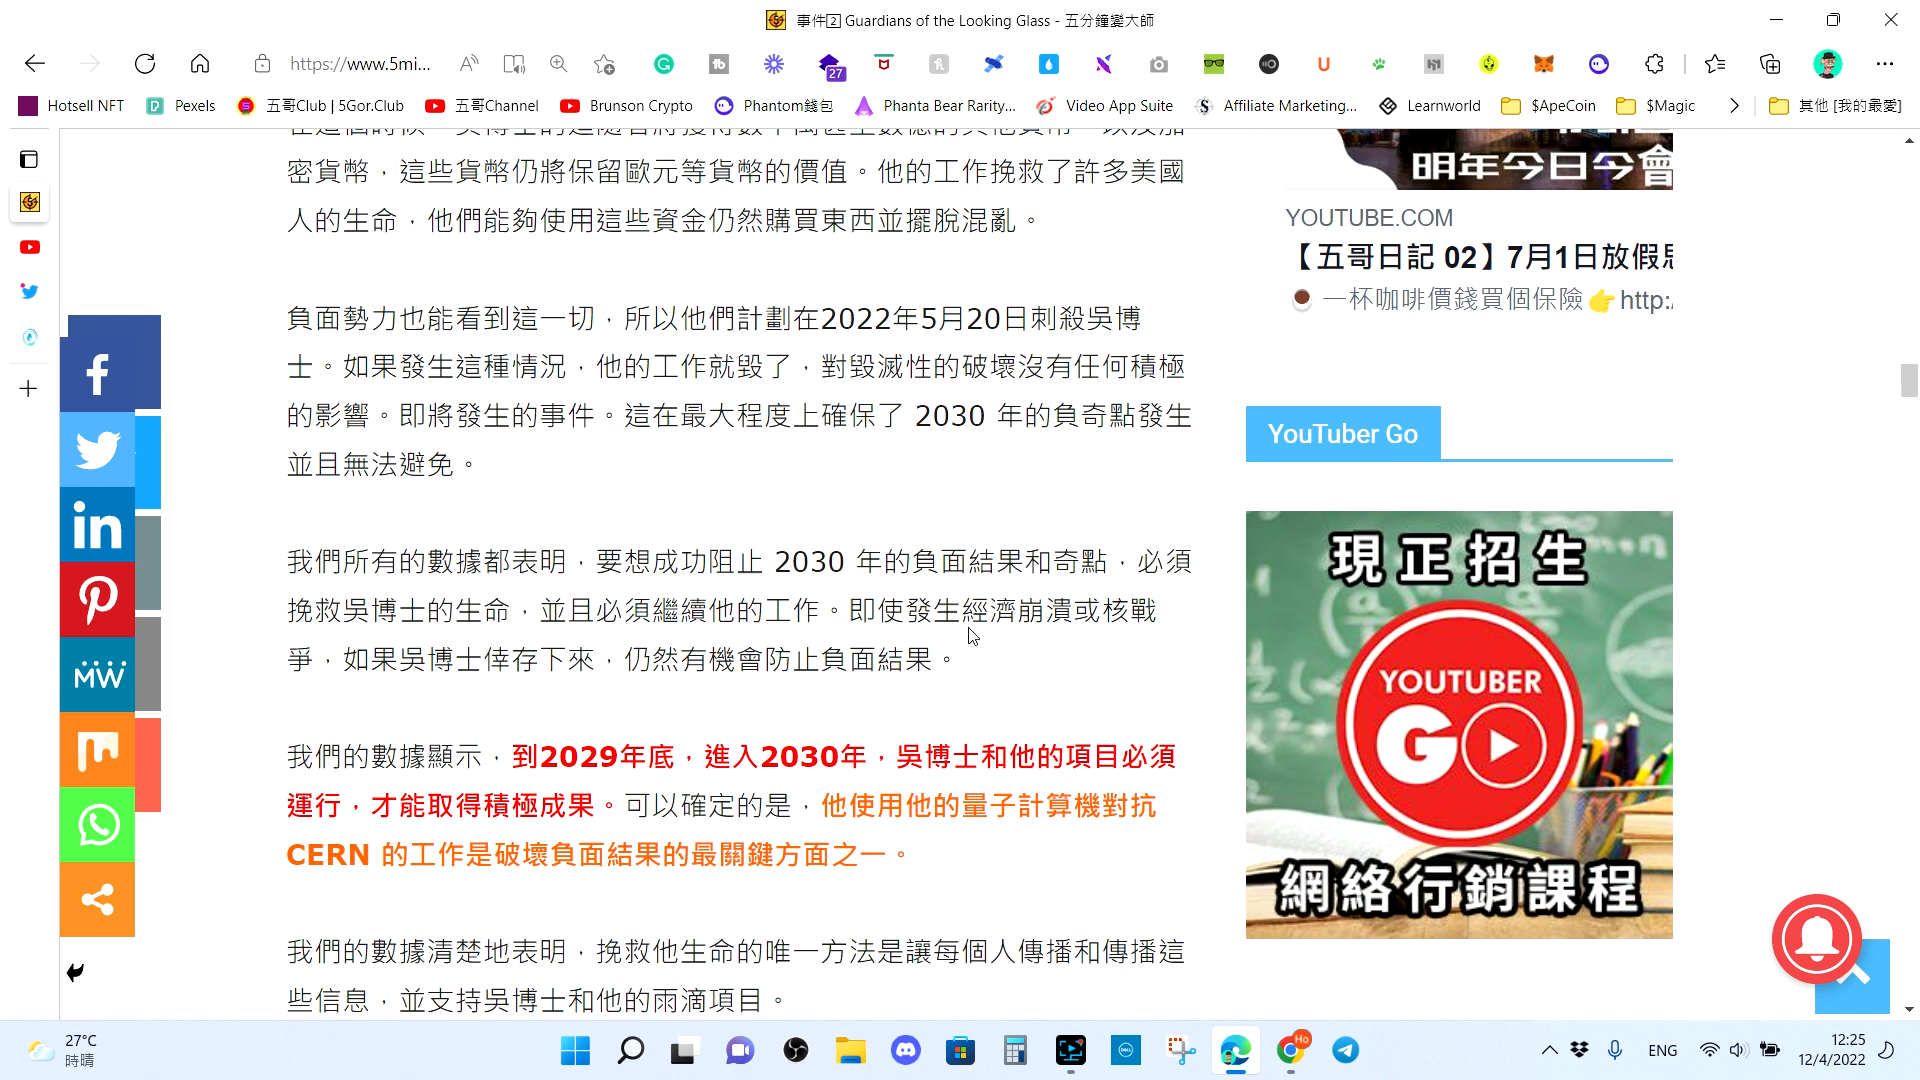 事件2 Guardians of the Looking Glass - 五分鐘變大師
https://www.5mi...
27
Hotsell NFT
Pexels
五哥Club | 5Gor.Club
五哥Channel
Brunson Crypto
Phantom錢包
Phanta Bear Rarity...
Video App Suite
Affiliate Marketing...
Learnworld
$ApeCoin
$Magic
其他 [我的最愛]
密貨幣，這些貨幣仍將保留歐元等貨幣的價值。他的工作挽救了許多美國
人的生命，他們能夠使用這些資金仍然購買東西並擺脫混亂。
負面勢力也能看到這一切，所以他們計劃在2022年5月20日刺殺吳博
士。如果發生這種情況，他的工作就毀了，對毀滅性的破壞沒有任何積極
的影響。即將發生的事件。這在最大程度上確保了 2030 年的負奇點發生
並且無法避免。
我們所有的數據都表明，要想成功阻止 2030 年的負面結果和奇點，必須
挽救吳博士的生命，並且必須繼續他的工作。即使發生經濟崩潰或核戰
爭，如果吳博士倖存下來，仍然有機會防止負面結果。
我們的數據顯示，到2029年底，進入2030年，吳博士和他的項目必須
運行，才能取得積極成果。可以確定的是，他使用他的量子計算機對抗
CERN 的工作是破壞負面結果的最關鍵方面之一。
我們的數據清楚地表明，挽救他生命的唯一方法是讓每個人傳播和傳播這
些信息，並支持吳博士和他的雨滴項目。
明年今日今會
YOUTUBE.COM
【五哥日記 02】7月1日放假
一杯咖啡價錢買個保險 http:/
YouTuber Go
現正招生
YOUTUBER
GO
網絡行銷課程
f
in
MW
27°C
時晴
DELL
Ho
ENG
12:25
12/4/2022